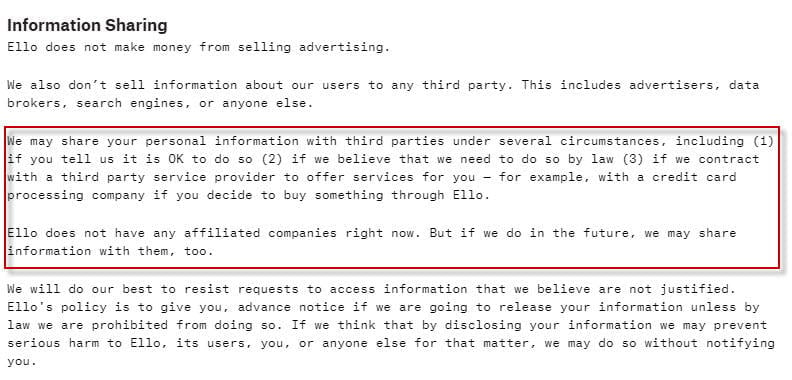 Information Sharing
Ello does not make money from selling advertising.
We also don’t sell information about our users to any third party. This includes advertisers, data
brokers, search engines, or anyone else.
We may share your personal information with third parties under several circumstances, including (1)
if you tell us it is OK to do so (2) if we believe that we need to do so by law (3) if we contract
with a third party service provider to offer services for you — for example, with a credit card
processing company if you decide to buy something through Ello.
Ello does not have any affiliated companies right now. But if we do in the future, we may share
information with them, too.
We will do our best to resist requests to access information that we believe are not justified.
Ello's policy is to give you, advance notice if we are going to release your information unless by
law we are prohibited from doing so. If we think that by disclosing your information we may prevent
serious harm to Ello, its users, you, or anyone else for that matter, we may do so without notifying
you.